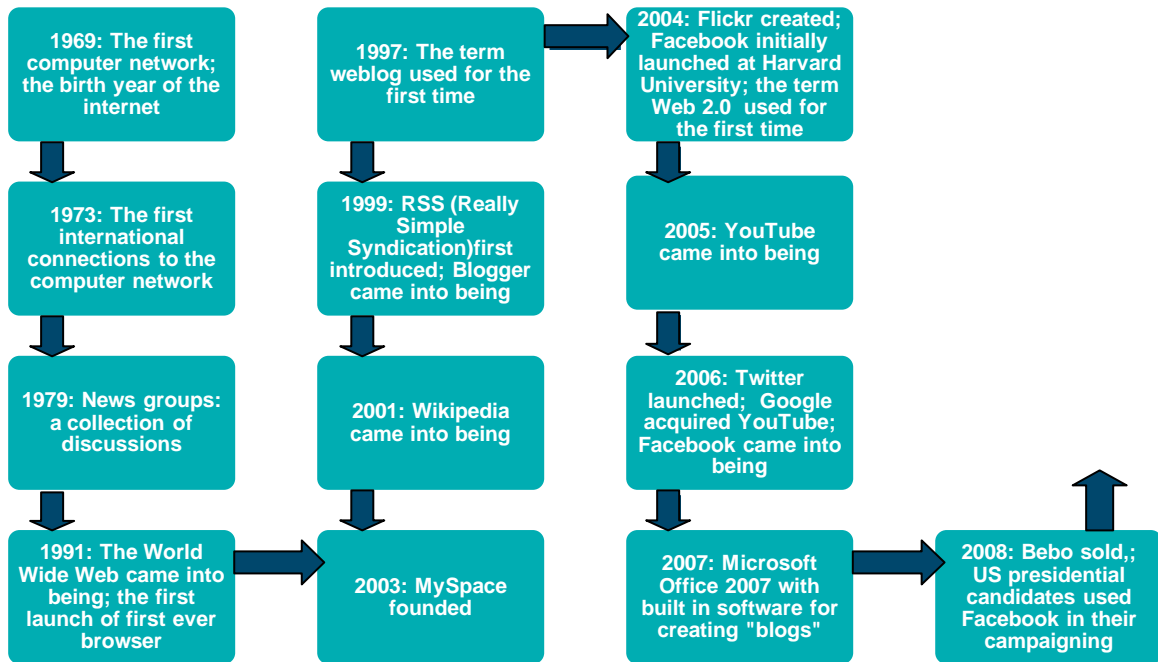 1969: The first
computer network;
the birth year of the
internet
1973: The first
international
connections to the
computer network
1979: News groups:
a collection of
discussions
1991: The World
Wide Web came into
being; the first
launch of first ever
browser
1997: The term
weblog used for the
first time
1999: RSS (Really
Simple
Syndication)first
introduced; Blogger
came into being
2001: Wikipedia
came into being
2003: MySpace
founded
2004: Flickr created;
Facebook initially
launched at Harvard
University; the term
Web 2.0 used for
the first time
2005: YouTube
came into being
2006: Twitter
launched; Google
acquired YouTube;
Facebook came into
being
2007: Microsoft
Office 2007 with
built in software for
creating "blogs"
2008: Bebo sold,;
US presidential
candidates used
Facebook in their
campaigning